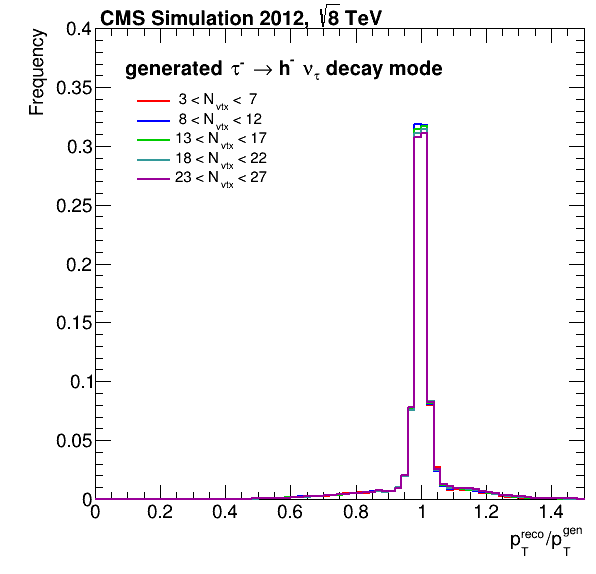 CMS Simulation 2012, √8 TeV
Frequency
generated τ⁻ → h⁻ ν_τ decay mode
3 < N_vtx < 7
8 < N_vtx < 12
13 < N_vtx < 17
18 < N_vtx < 22
23 < N_vtx < 27
0.4
0.35
0.3
0.25
0.2
0.15
0.1
0.05
0
0 0.2 0.4 0.6 0.8 1 1.2 1.4
p_T^reco/p_T^gen